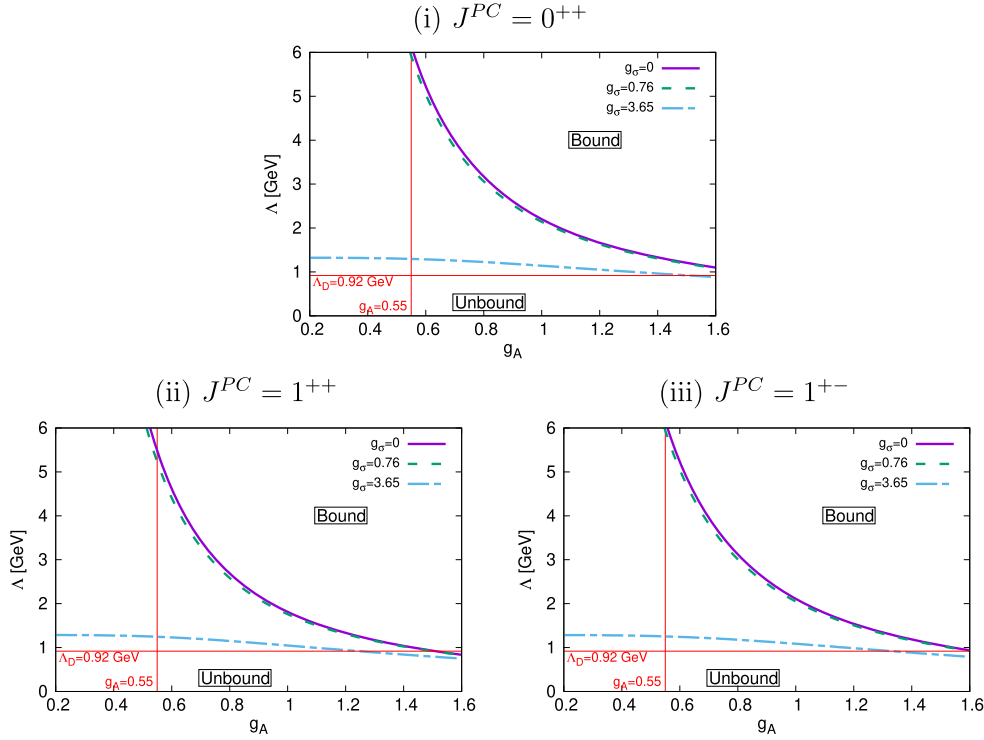 (i) J^{PC} = 0^{++}
6
5
4
3
2
1
0
Λ [GeV]
g_σ=0
g_σ=0.76
g_σ=3.65
Bound
Λ_D=0.92 GeV
g_A=0.55
Unbound
0.2 0.4 0.6 0.8 1 1.2 1.4 1.6
g_A
(ii) J^{PC} = 1^{++}
6
5
4
3
2
1
0
Λ [GeV]
g_σ=0
g_σ=0.76
g_σ=3.65
Bound
Λ_D=0.92 GeV
g_A=0.55
Unbound
0.2 0.4 0.6 0.8 1 1.2 1.4 1.6
g_A
(iii) J^{PC} = 1^{+-}
6
5
4
3
2
1
0
Λ [GeV]
g_σ=0
g_σ=0.76
g_σ=3.65
Bound
Λ_D=0.92 GeV
g_A=0.55
Unbound
0.2 0.4 0.6 0.8 1 1.2 1.4 1.6
g_A